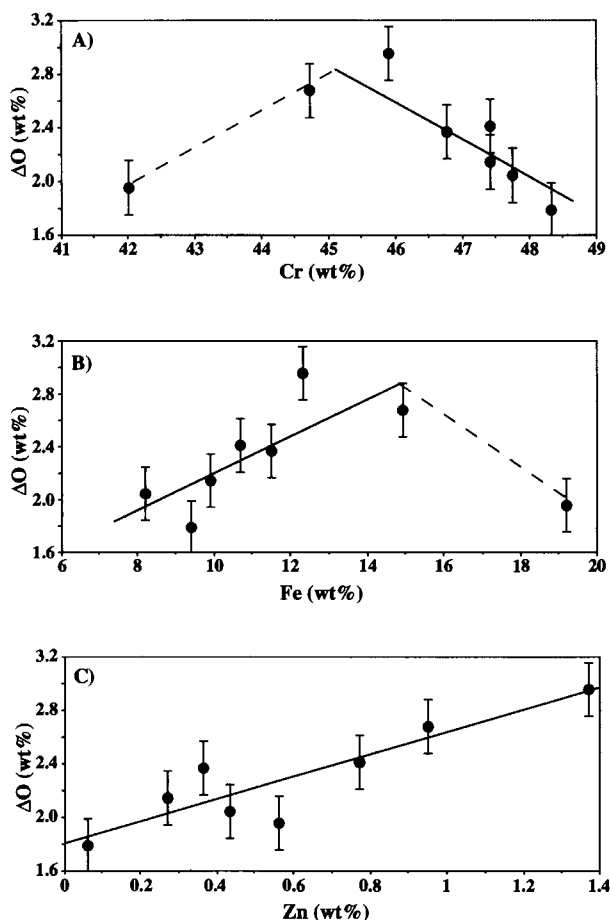 A)
ΔO (wt%)
3.2
2.8
2.4
2.0
1.6
41 42 43 44 45 46 47 48 49
Cr (wt%)
B)
ΔO (wt%)
3.2
2.8
2.4
2.0
1.6
6 8 10 12 14 16 18 20
Fe (wt%)
C)
ΔO (wt%)
3.2
2.8
2.4
2.0
1.6
0 0.2 0.4 0.6 0.8 1 1.2 1.4
Zn (wt%)